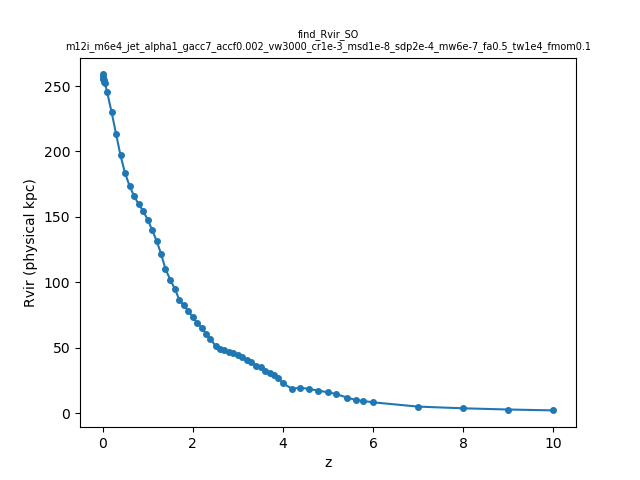 find_Rvir_SO
m12i_m6e4_jet_alpha1_gacc7_accf0.002_vw3000_cr1e-3_msd1e-8_sdp2e-4_mw6e-7_fa0.5_tw1e4_fmom0.1
250
200
150
100
50
0
Rvir (physical kpc)
0 2 4 6 8 10
z